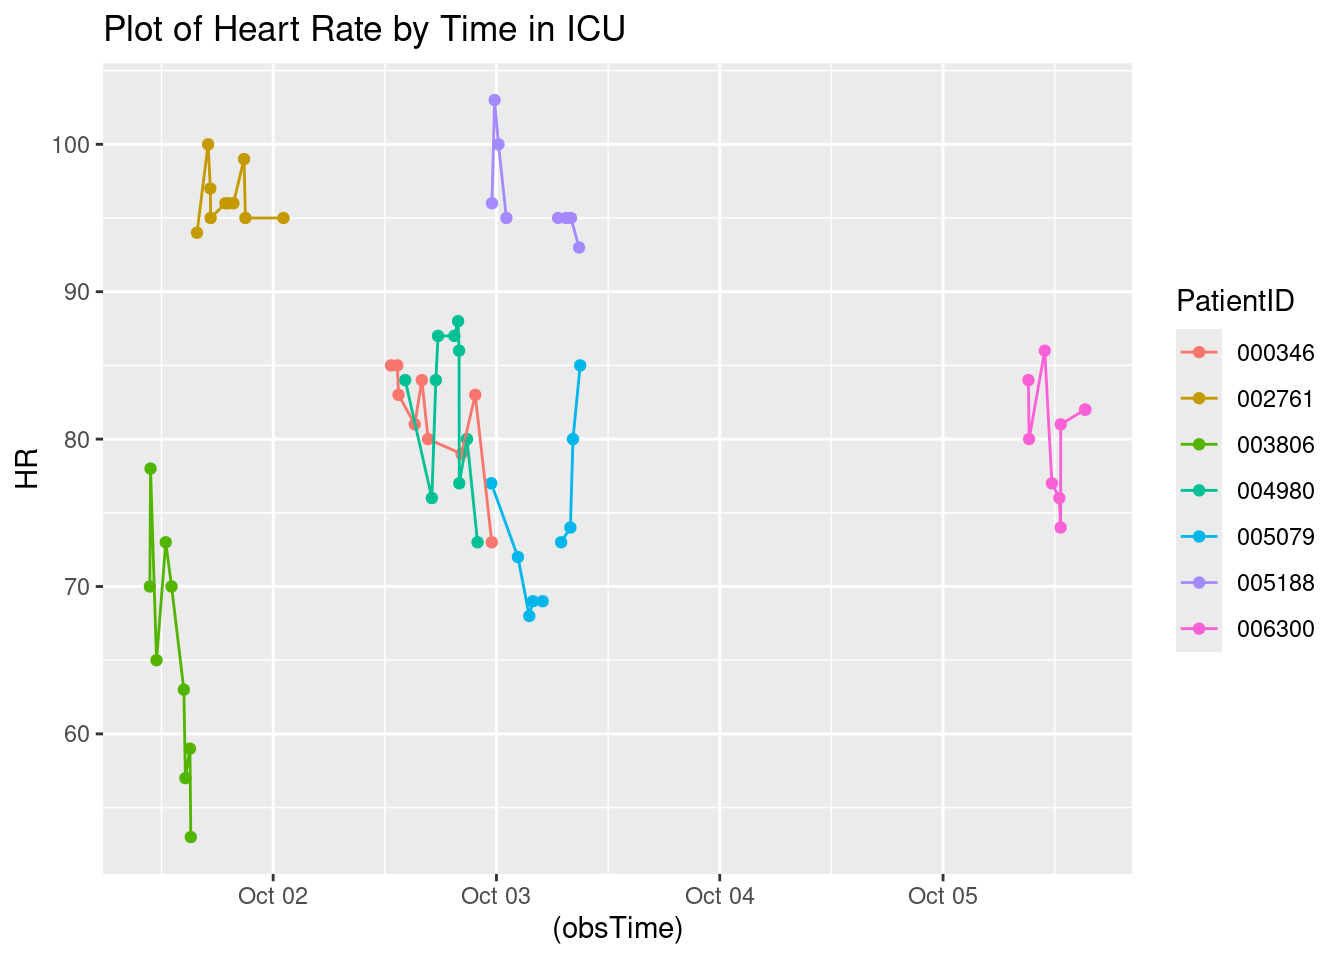 Plot of Heart Rate by Time in ICU
100
90
80
70
60
HR
Oct 02
Oct 03
Oct 04
Oct 05
(obsTime)
PatientID
000346
002761
003806
004980
005079
005188
006300